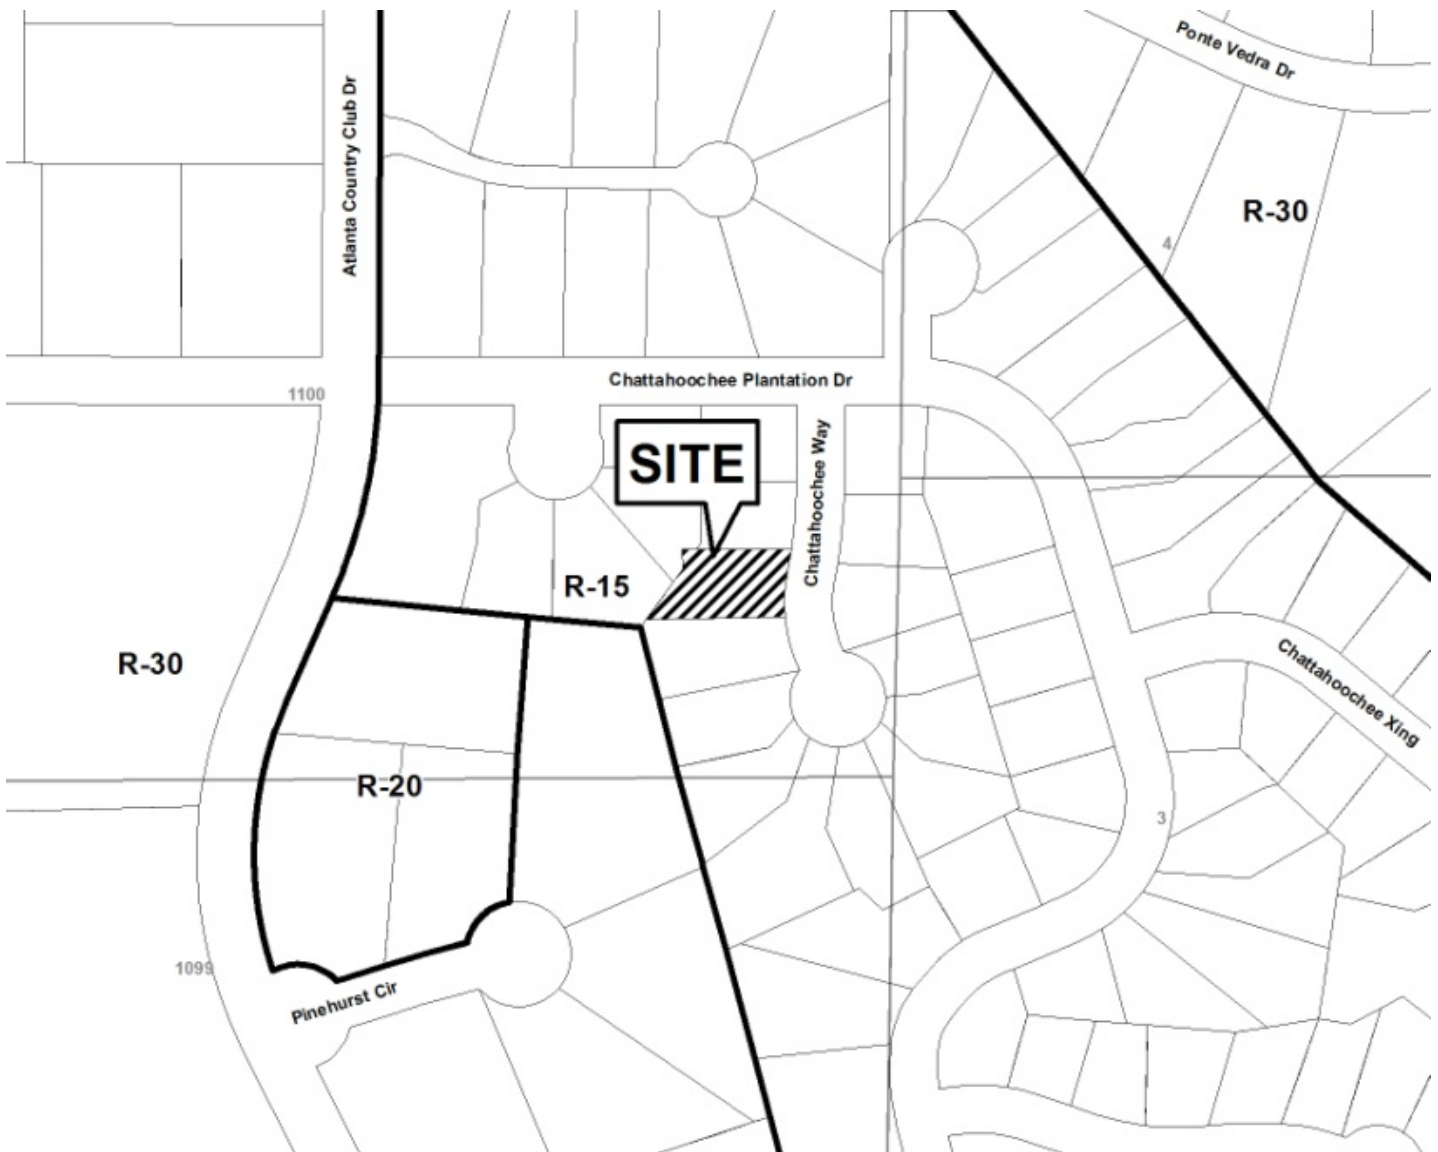 Ponte Vedra Dr
Atlanta Country Club Dr
R-30
4
Chattahoochee Plantation Dr
1100
SITE
Chattahoochee Way
R-15
R-30
Chattahoochee Xing
R-20
3
1099
Pinehurst Cir